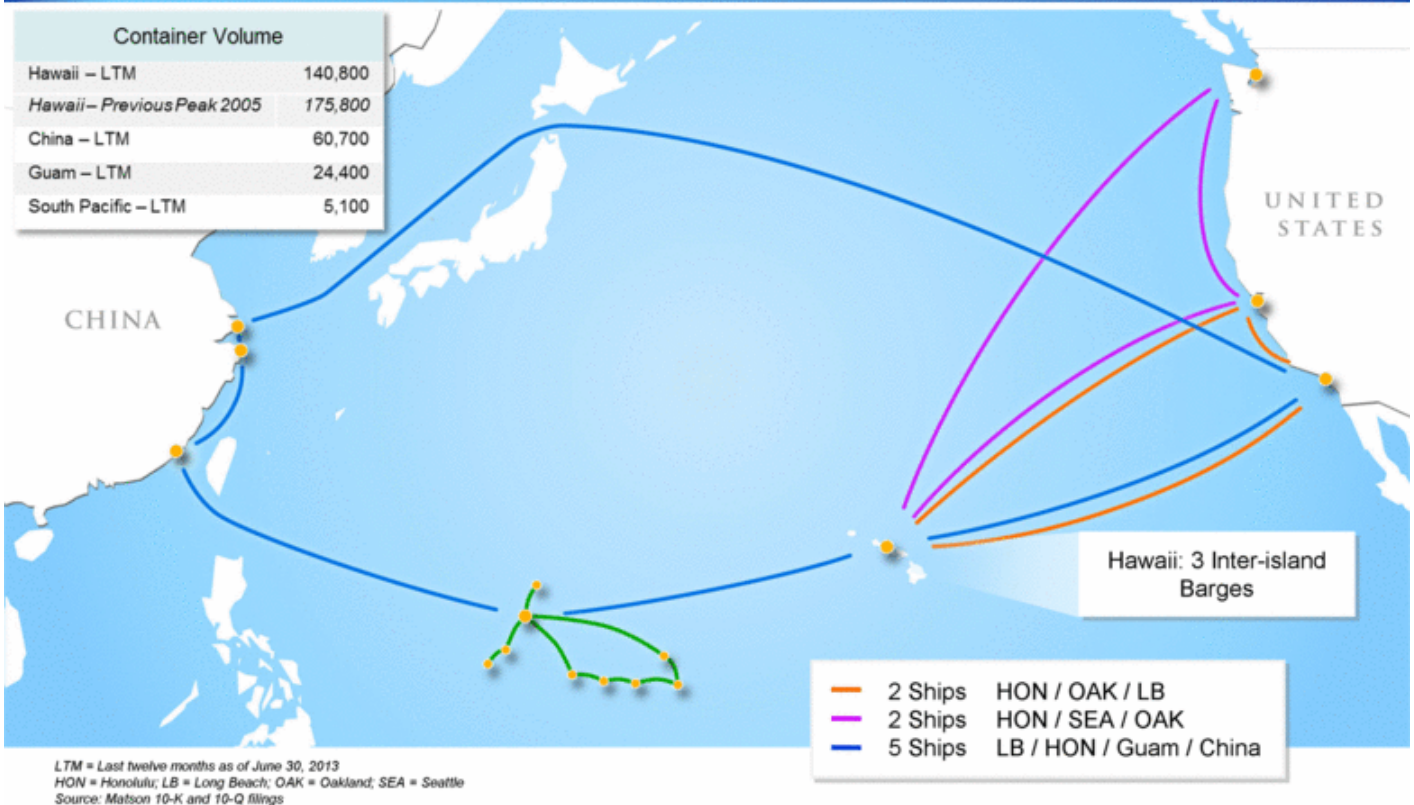 Container Volume
Hawaii – LTM 140,800
Hawaii – Previous Peak 2005 175,800
China – LTM 60,700
Guam – LTM 24,400
South Pacific – LTM 5,100
UNITED
STATES
CHINA
Hawaii: 3 Inter-island
Barges
2 Ships HON / OAK / LB
2 Ships HON / SEA / OAK
5 Ships LB / HON / Guam / China
LTM = Last twelve months as of June 30, 2013
HON = Honolulu; LB = Long Beach; OAK = Oakland; SEA = Seattle
Source: Matson 10-K and 10-Q filings